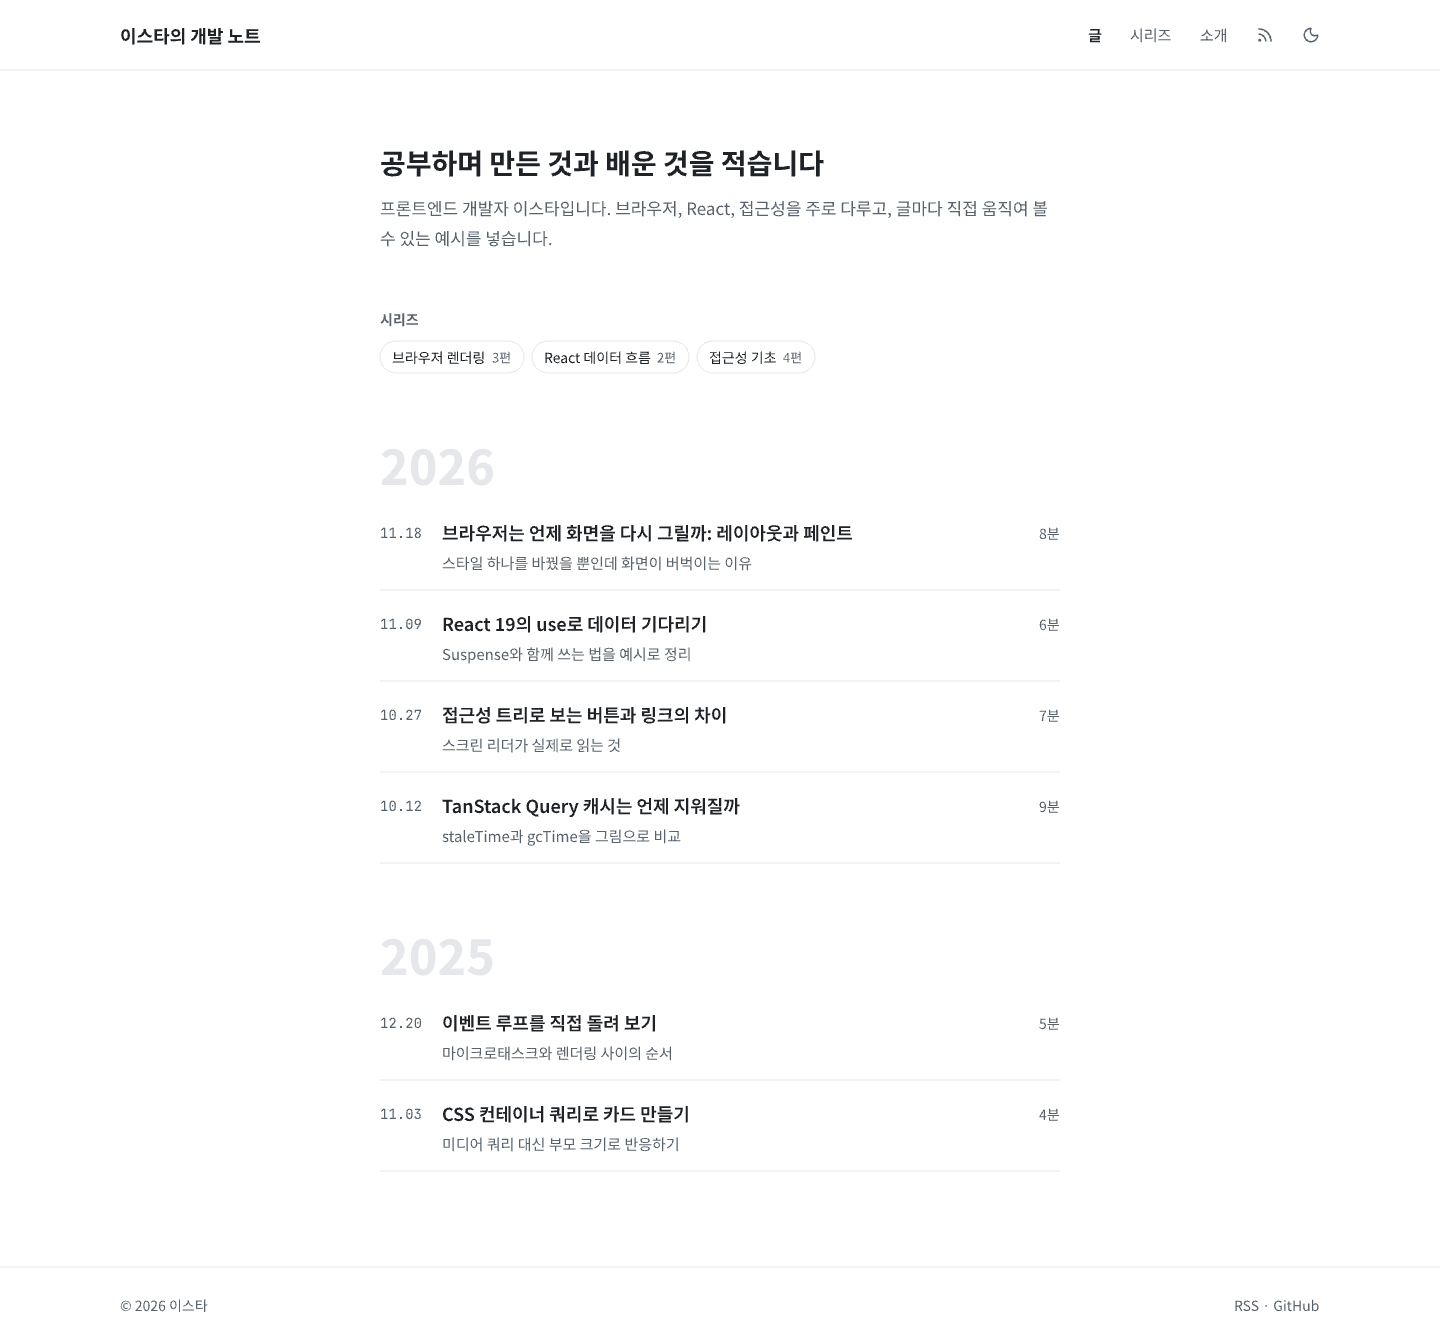 이스타의 개발 노트
글 시리즈 소개
공부하며 만든 것과 배운 것을 적습니다
프론트엔드 개발자 이스타입니다. 브라우저, React, 접근성을 주로 다루고, 글마다 직접 움직여 볼
수 있는 예시를 넣습니다.
시리즈
브라우저 렌더링 3편 React 데이터 흐름 2편 접근성 기초 4편
2026
11.18 브라우저는 언제 화면을 다시 그릴까: 레이아웃과 페인트 8분
스타일 하나를 바꿨을 뿐인데 화면이 버벅이는 이유
11.09 React 19의 use로 데이터 기다리기 6분
Suspense와 함께 쓰는 법을 예시로 정리
10.27 접근성 트리로 보는 버튼과 링크의 차이 7분
스크린 리더가 실제로 읽는 것
10.12 TanStack Query 캐시는 언제 지워질까 9분
staleTime과 gcTime을 그림으로 비교
2025
12.20 이벤트 루프를 직접 돌려 보기 5분
마이크로태스크와 렌더링 사이의 순서
11.03 CSS 컨테이너 쿼리로 카드 만들기 4분
미디어 쿼리 대신 부모 크기로 반응하기
© 2026 이스타 RSS · GitHub